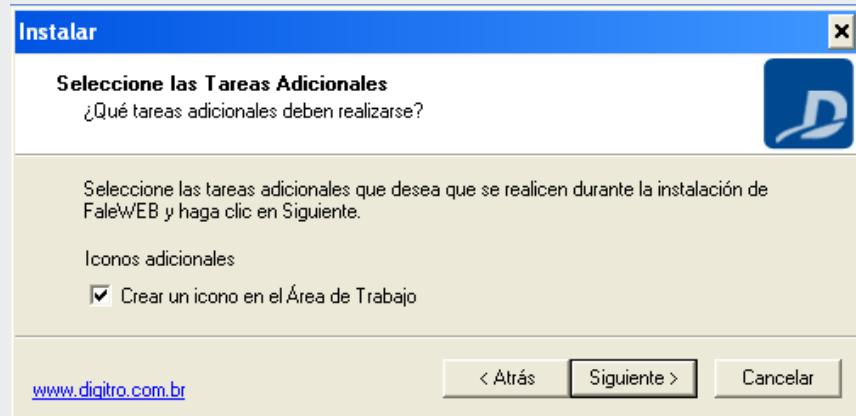 Instalar
Seleccione las Tareas Adicionales
¿Qué tareas adicionales deben realizarse?
Seleccione las tareas adicionales que desea que se realicen durante la instalación de
FaleWEB y haga clic en Siguiente.
Iconos adicionales
Crear un icono en el Área de Trabajo
www.digitro.com.br
< Atrás
Siguiente >
Cancelar